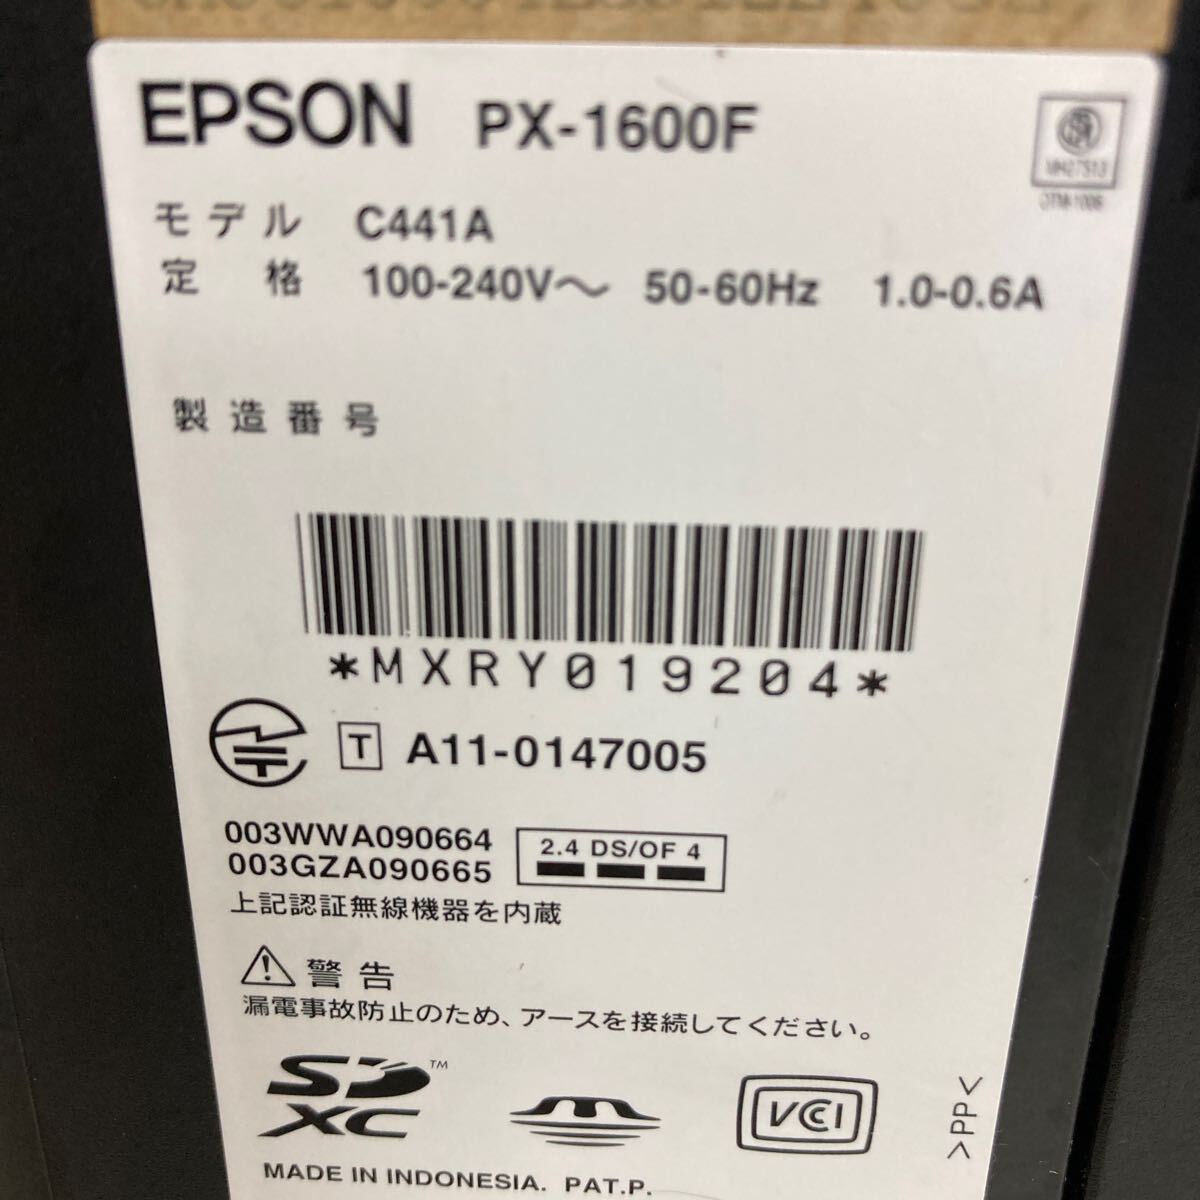 EPSON PX-1600F
モデル C441A
定格 100-240V〜 50-60Hz 1.0-0.6A
製造番号
*MXRY019204*
T A11-0147005
003WWA090664
003GZA090665
2.4 DS/OF 4
上記認証無線機器を内蔵
警告
漏電事故防止のため、アースを接続してください。
SD XC TM
VCCI
>PP<
MADE IN INDONESIA. PAT.P.